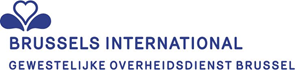 BRUSSELS INTERNATIONAL
GEWESTELIJKE OVERHEIDSDIENST BRUSSEL